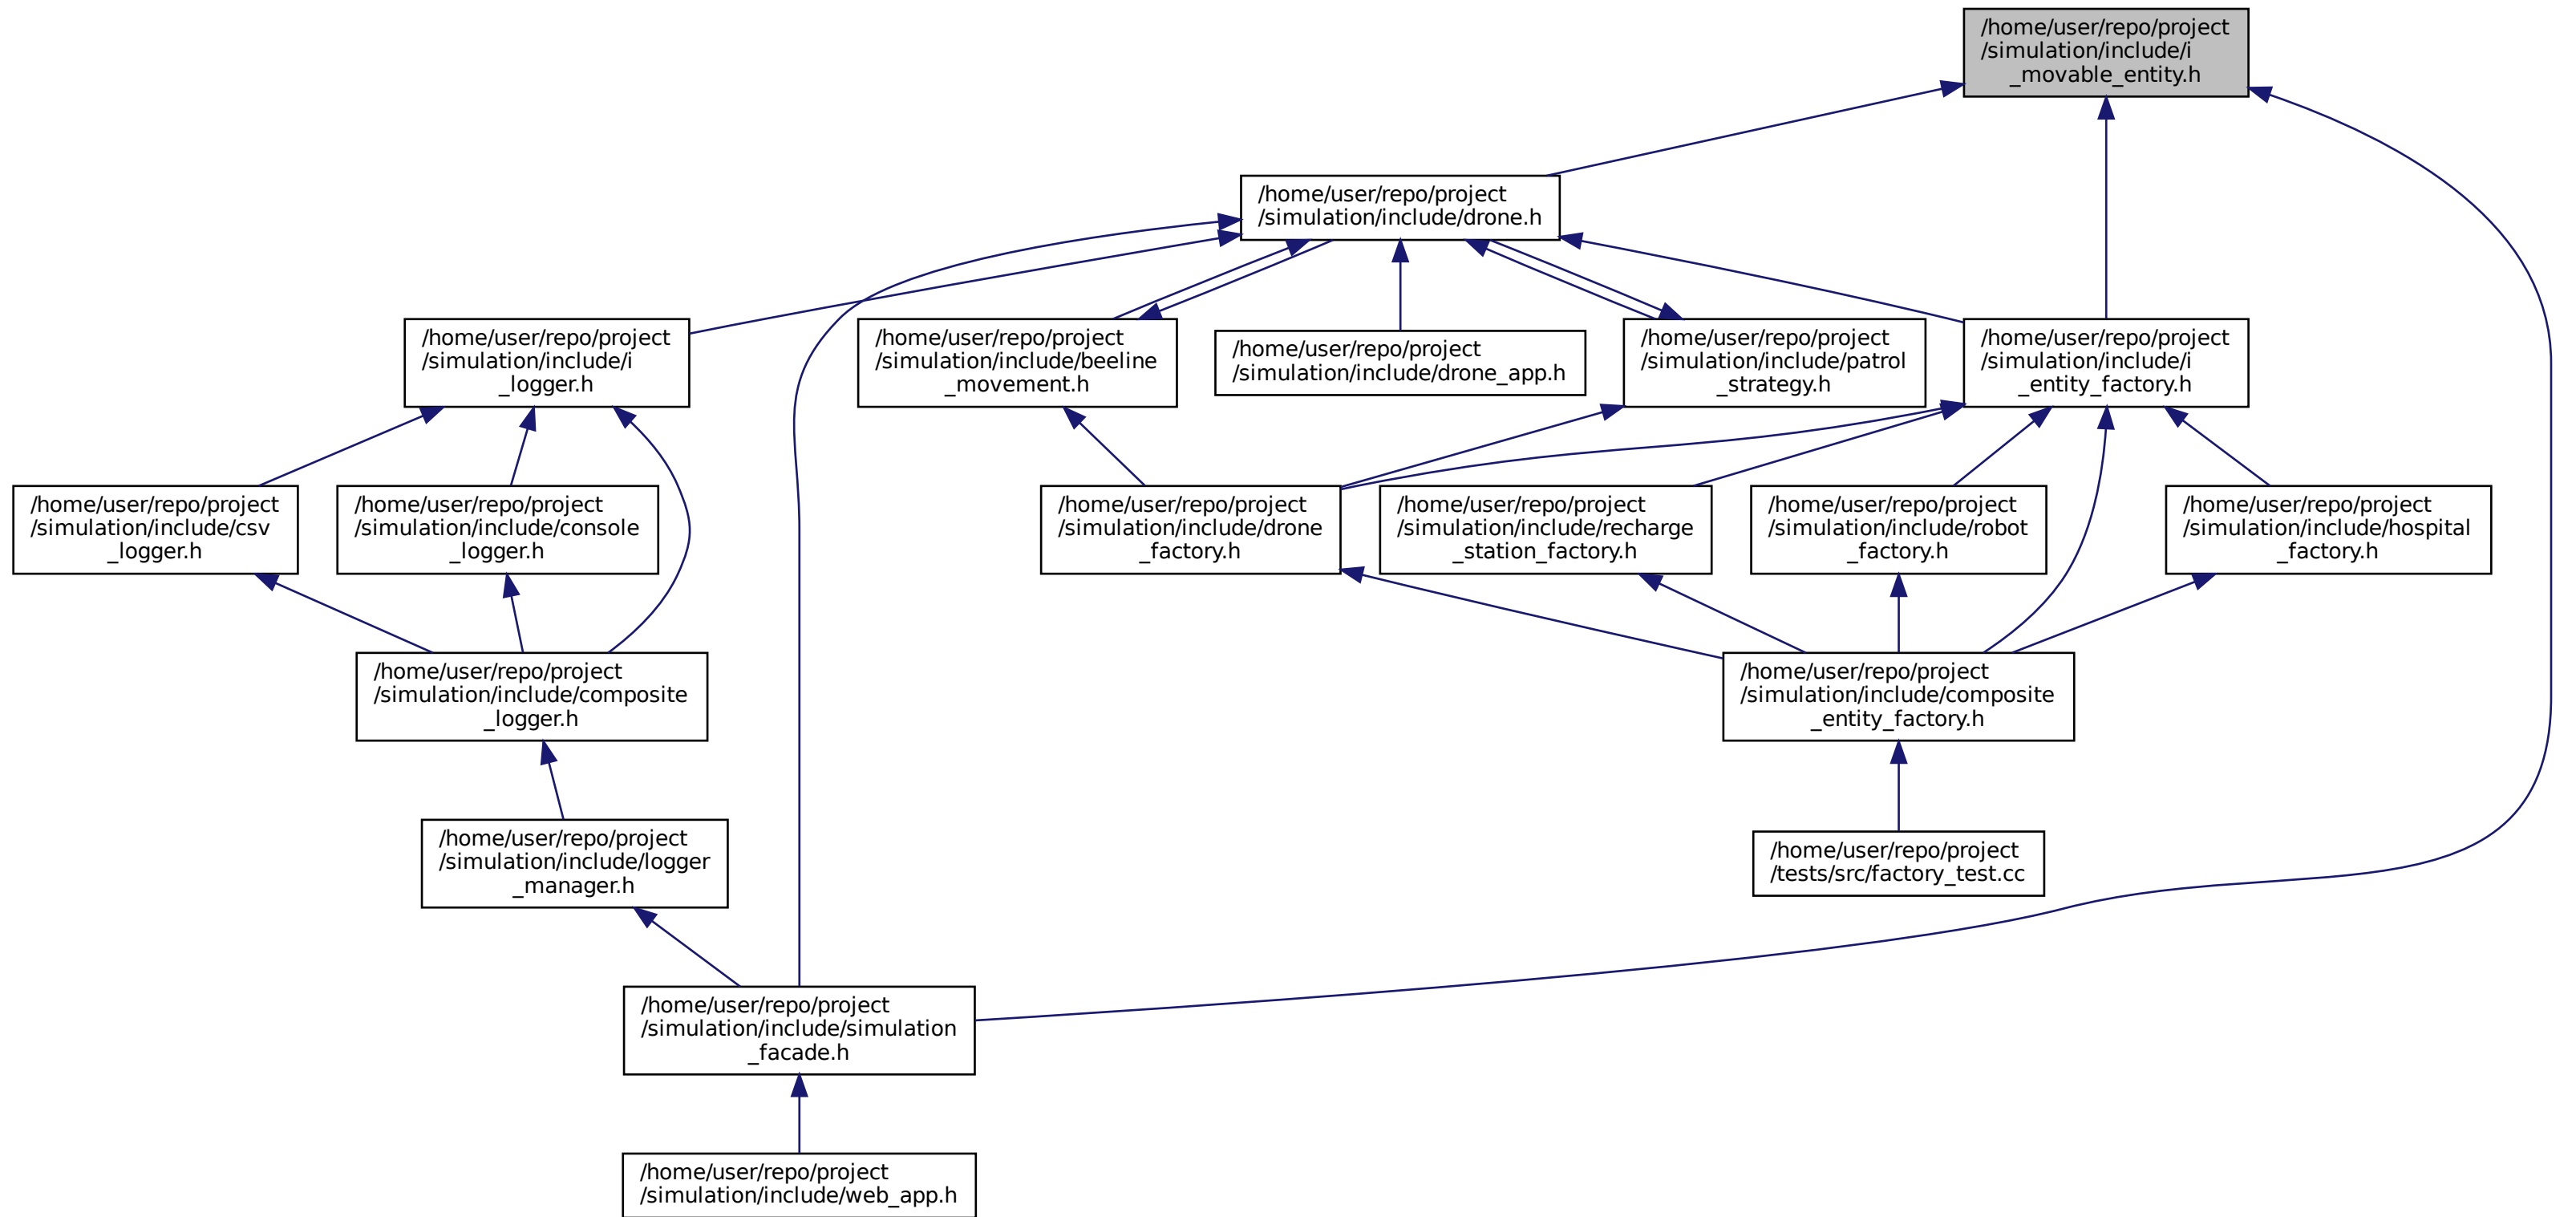 /home/user/repo/project
/simulation/include/i
_movable_entity.h
/home/user/repo/project
/simulation/include/drone.h
/home/user/repo/project
/simulation/include/i
_logger.h
/home/user/repo/project
/simulation/include/beeline
_movement.h
/home/user/repo/project
/simulation/include/drone_app.h
/home/user/repo/project
/simulation/include/patrol
_strategy.h
/home/user/repo/project
/simulation/include/i
_entity_factory.h
/home/user/repo/project
/simulation/include/csv
_logger.h
/home/user/repo/project
/simulation/include/console
_logger.h
/home/user/repo/project
/simulation/include/drone
_factory.h
/home/user/repo/project
/simulation/include/recharge
_station_factory.h
/home/user/repo/project
/simulation/include/robot
_factory.h
/home/user/repo/project
/simulation/include/hospital
_factory.h
/home/user/repo/project
/simulation/include/composite
_logger.h
/home/user/repo/project
/simulation/include/composite
_entity_factory.h
/home/user/repo/project
/simulation/include/logger
_manager.h
/home/user/repo/project
/tests/src/factory_test.cc
/home/user/repo/project
/simulation/include/simulation
_facade.h
/home/user/repo/project
/simulation/include/web_app.h